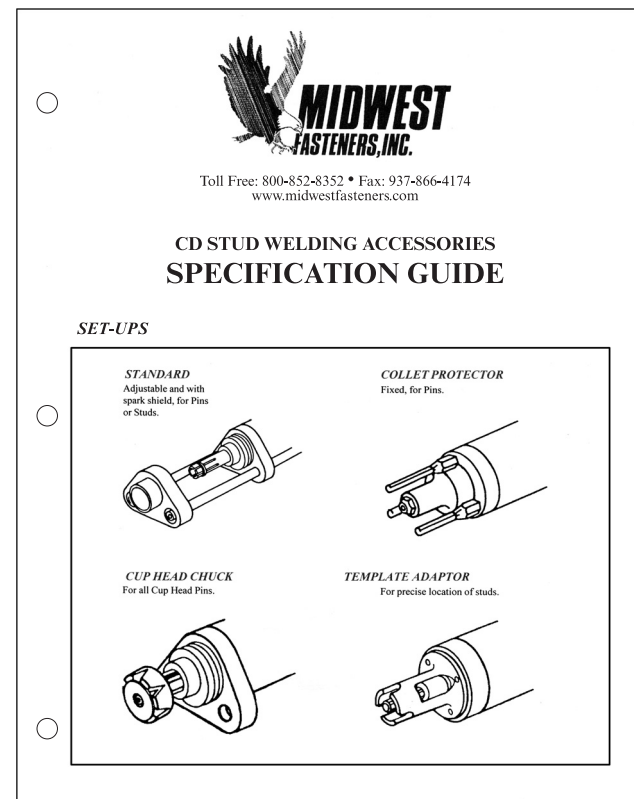 MIDWEST
FASTENERS, INC.
Toll Free: 800-852-8352 • Fax: 937-866-4174
www.midwestfasteners.com
CD STUD WELDING ACCESSORIES
SPECIFICATION GUIDE
SET-UPS
STANDARD
Adjustable and with
spark shield, for Pins
or Studs.
COLLET PROTECTOR
Fixed, for Pins.
CUP HEAD CHUCK
For all Cup Head Pins.
TEMPLATE ADAPTOR
For precise location of studs.